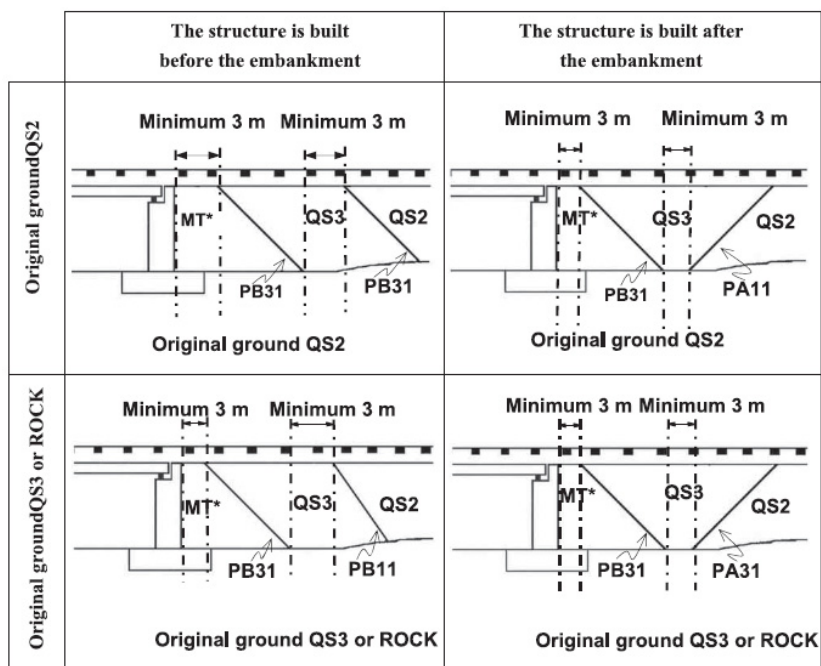 The structure is built
before the embankment
The structure is built after
the embankment
Original groundQS2
Minimum 3 m Minimum 3 m
MT*
QS3
QS2
PB31
PB31
Original ground QS2
Minimum 3 m Minimum 3 m
MT*
QS3
QS2
PB31
PA11
Original ground QS2
Original groundQS3 or ROCK
Minimum 3 m Minimum 3 m
MT*
QS3
QS2
PB31
PB11
Original ground QS3 or ROCK
Minimum 3 m Minimum 3 m
MT*
QS3
QS2
PB31
PA31
Original ground QS3 or ROCK